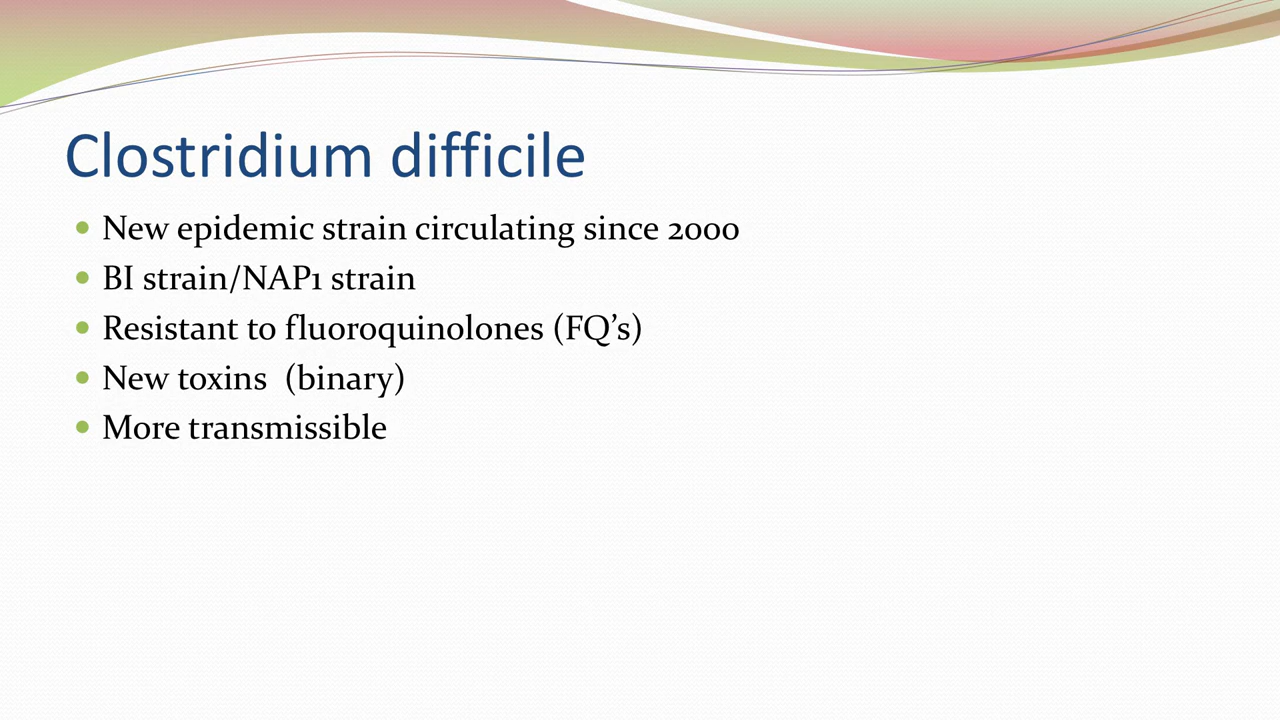 Clostridium difficile
• New epidemic strain circulating since 2000
• BI strain/NAP1 strain
• Resistant to fluoroquinolones (FQ’s)
• New toxins  (binary)
• More transmissible